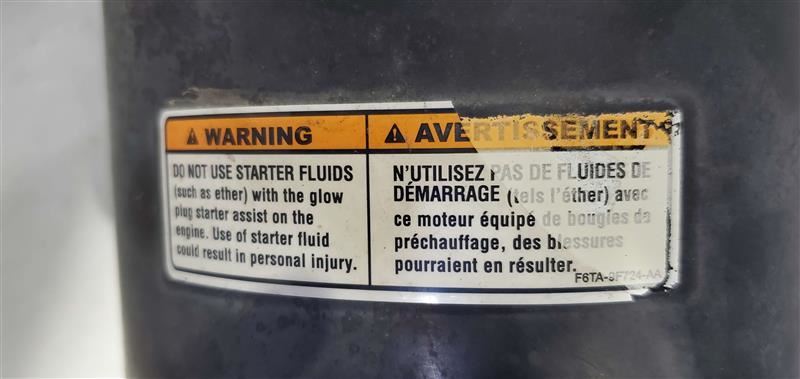 WARNING
DO NOT USE STARTER FLUIDS
(such as ether) with the glow
plug starter assist on the
engine. Use of starter fluid
could result in personal injury.
AVERTISSEMENT
N'UTILISEZ PAS DE FLUIDES DE
DÉMARRAGE (tels l'éther) avec
ce moteur équipé de bougies de
préchauffage, des blessures
pourraient en résulter.
F6TA-9F724-AA